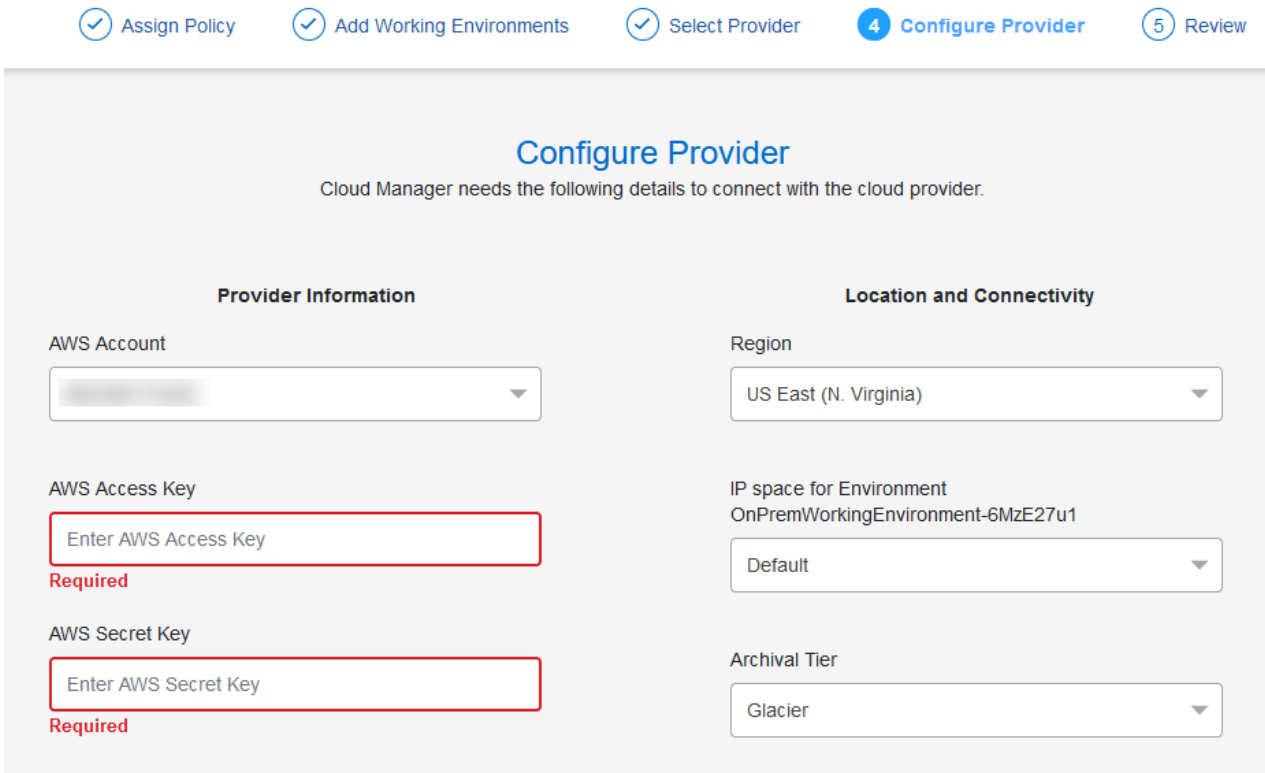 Assign Policy
Add Working Environments
Select Provider
4 Configure Provider
5 Review
Configure Provider
Cloud Manager needs the following details to connect with the cloud provider.
Provider Information
AWS Account
AWS Access Key
Enter AWS Access Key
Required
AWS Secret Key
Enter AWS Secret Key
Required
Location and Connectivity
Region
US East (N. Virginia)
IP space for Environment
OnPremWorkingEnvironment-6MzE27u1
Default
Archival Tier
Glacier